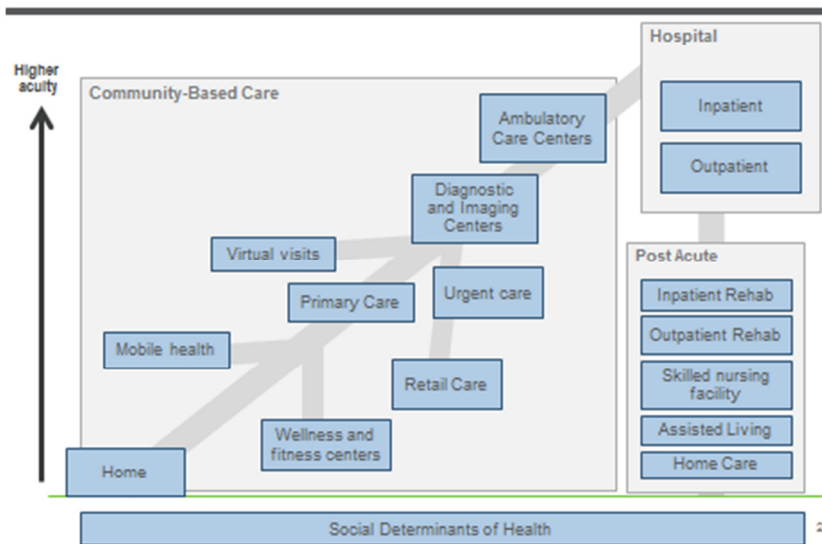 Higher
acuity
Community-Based Care
Hospital
Inpatient
Outpatient
Ambulatory
Care Centers
Diagnostic
and Imaging
Centers
Virtual visits
Primary Care
Urgent care
Mobile health
Retail Care
Wellness and
fitness centers
Home
Post Acute
Inpatient Rehab
Outpatient Rehab
Skilled nursing
facility
Assisted Living
Home Care
Social Determinants of Health
2